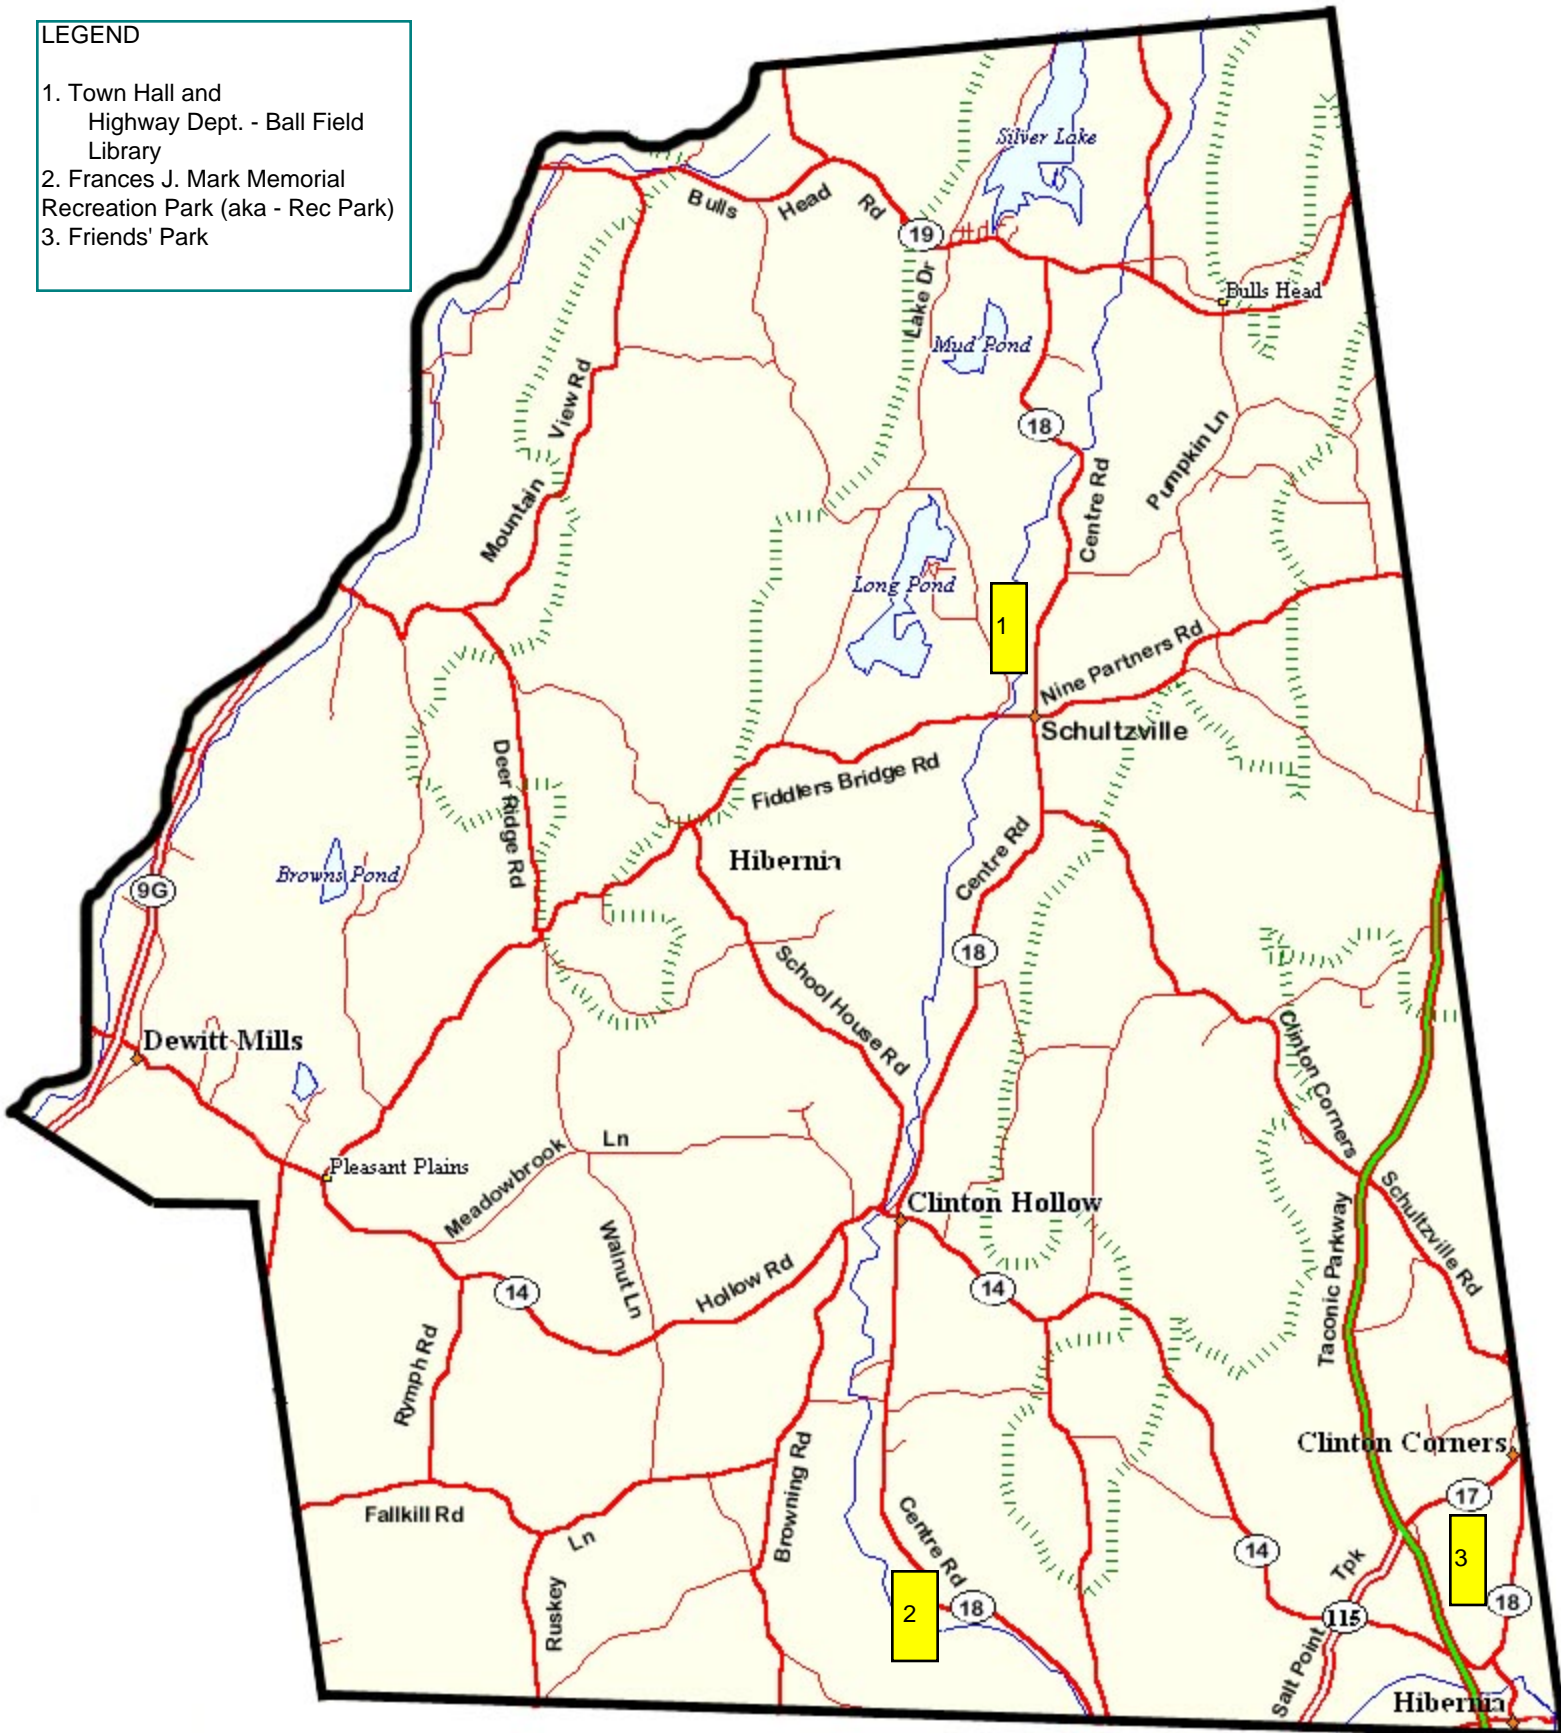 LEGEND
1. Town Hall and
Highway Dept. - Ball Field
Library
2. Frances J. Mark Memorial
Recreation Park (aka - Rec Park)
3. Friends' Park
Silver Lake
Bulls Head Rd
19
Lake Dr
Bulls Head
Mud Pond
View Rd
18
Pumpkin Ln
Mountain
Centre Rd
Long Pond
1
Nine Partners Rd
Schultzville
Deer Ridge Rd
Fiddlers Bridge Rd
Hibernia
Centre Rd
Browns Pond
9G
18
School House Rd
Dewitt Mills
Clinton Corners
Ln
Pleasant Plains
Meadowbrook
Clinton Hollow
Schultzville Rd
Taconic Parkway
Walnut Ln
Hollow Rd
14
14
Rymph Rd
Clinton Corners
Browning Rd
17
Fallkill Rd
Ln
Centre Rd
14
Tpk
3
Ruskey
2
18
18
115
Salt Point
Hibernia